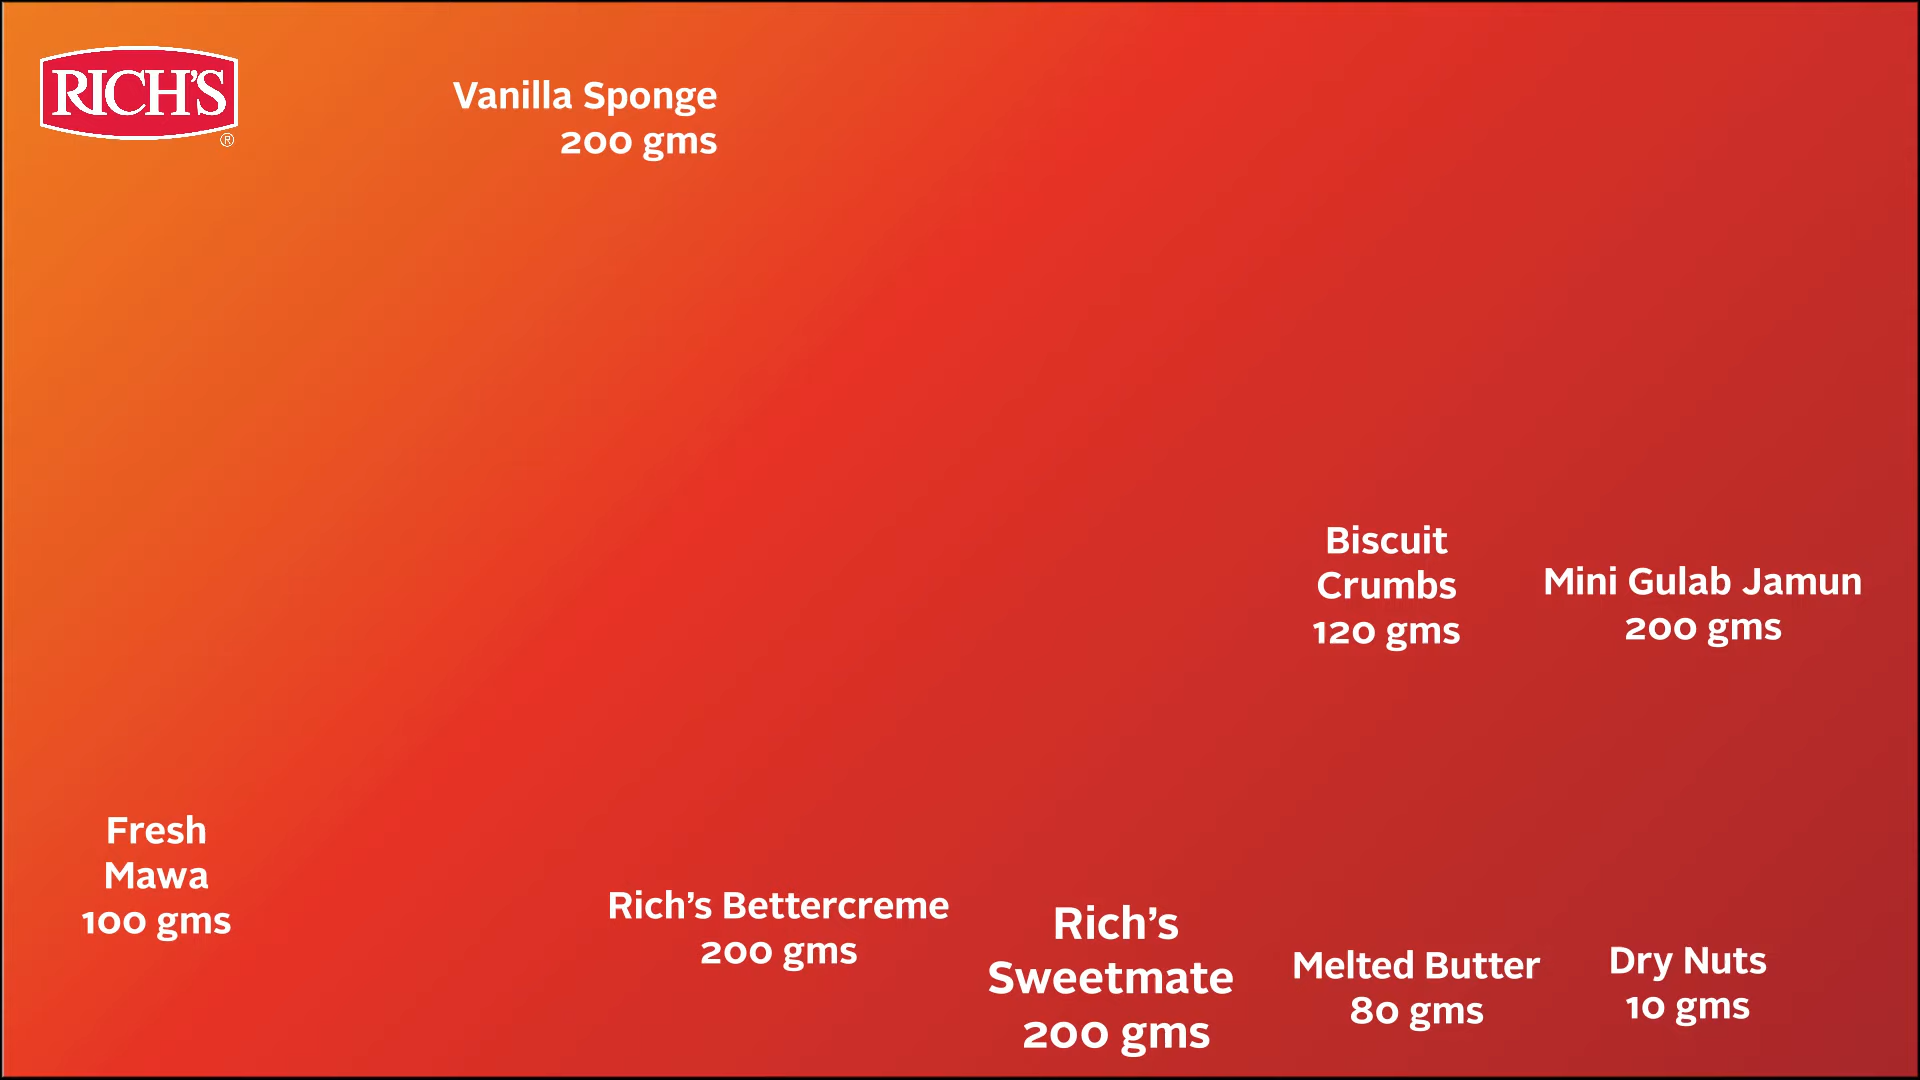 RICH'S
®
Vanilla Sponge
200 gms
Biscuit
Crumbs
120 gms
Mini Gulab Jamun
200 gms
Fresh
Mawa
100 gms
Rich’s Bettercreme
200 gms
Rich’s
Sweetmate
200 gms
Melted Butter
80 gms
Dry Nuts
10 gms